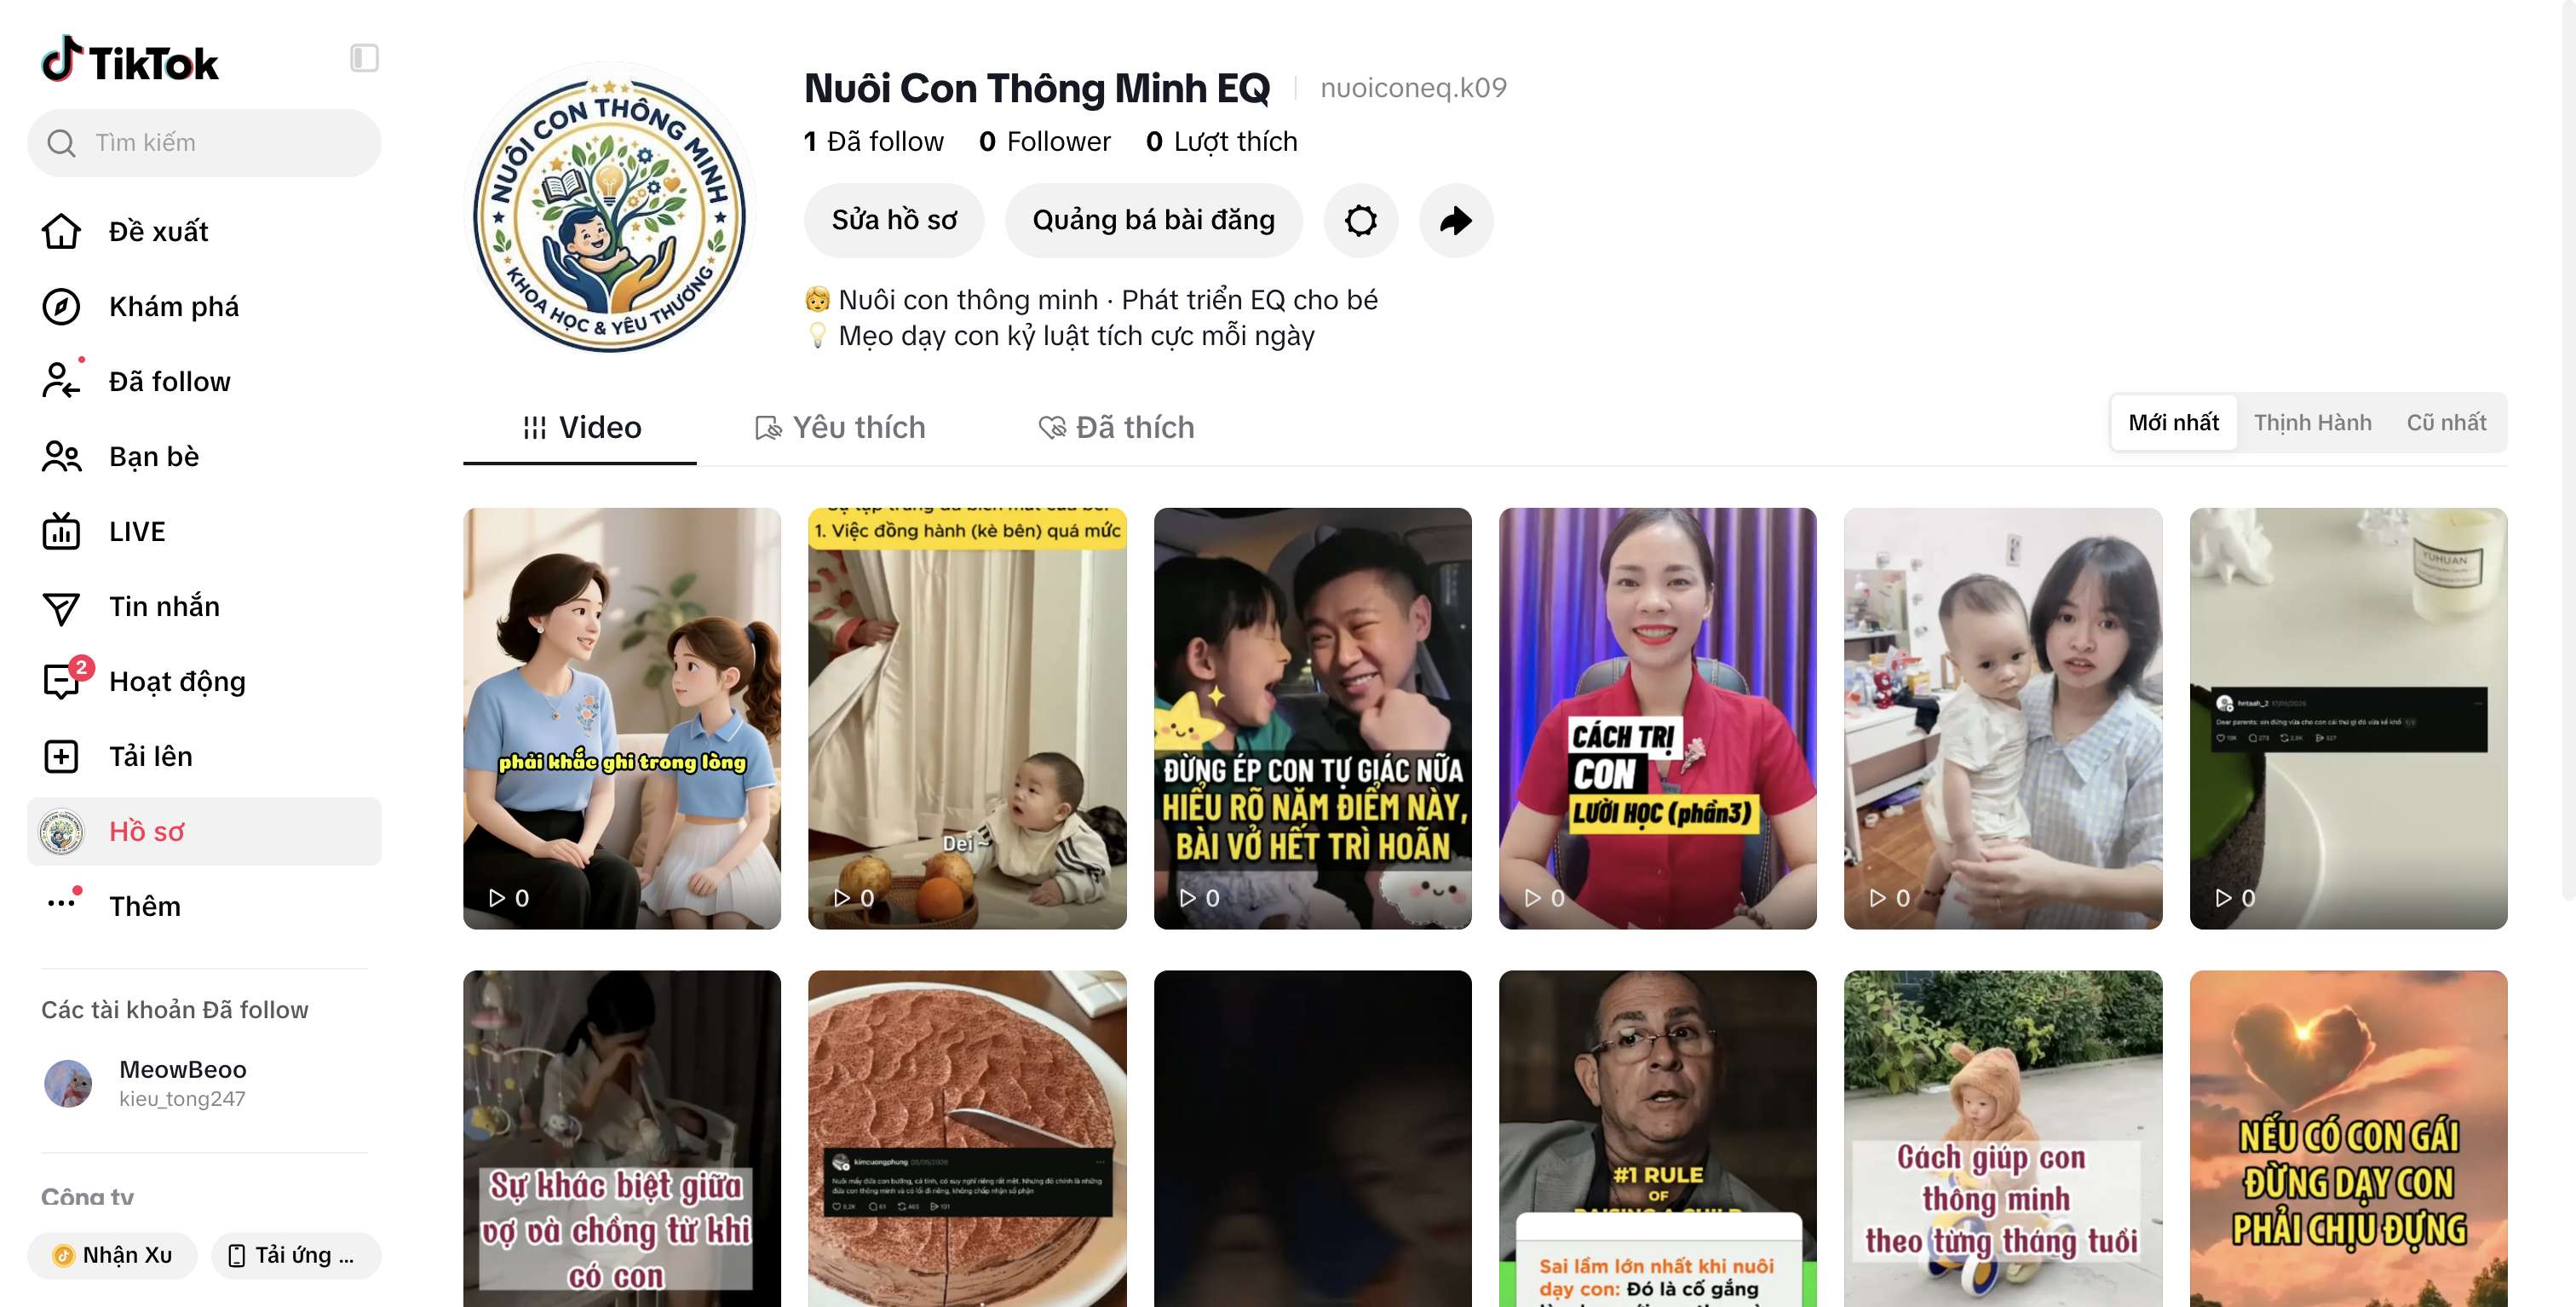 TikTok
Tìm kiếm
Đề xuất
Khám phá
Đã follow
Bạn bè
LIVE
Tin nhắn
2
Hoạt động
Tải lên
Hồ sơ
Thêm
Các tài khoản Đã follow
MeowBeoo
kieu_tong247
Công ty
Nhận Xu
Tải ứng ...
NUÔI CON THÔNG MINH
KHOA HỌC & YÊU THƯƠNG
Nuôi Con Thông Minh EQ
nuoiconeq.k09
1 Đã follow 0 Follower 0 Lượt thích
Sửa hồ sơ
Quảng bá bài đăng
Nuôi con thông minh · Phát triển EQ cho bé
Mẹo dạy con kỷ luật tích cực mỗi ngày
Video
Yêu thích
Đã thích
Mới nhất
Thịnh Hành
Cũ nhất
phải khắc ghi trong lòng
0
1. Việc đồng hành (kè bên) quá mức
Dei~
0
ĐỪNG ÉP CON TỰ GIÁC NỮA
HIỂU RÕ NĂM ĐIỂM NÀY,
BÀI VỞ HẾT TRÌ HOÃN
0
CÁCH TRỊ
CON
LƯỜI HỌC (phần3)
0
0
YUHUAN
hntaah_2
0
Sự khác biệt giữa
vợ và chồng từ khi
có con
kimcuongphung
#1 RULE
OF
Sai lầm lớn nhất khi nuôi
dạy con: Đó là cố gắng
Cách giúp con
thông minh
theo từng tháng tuổi
NẾU CÓ CON GÁI
ĐỪNG DẠY CON
PHẢI CHỊU ĐỰNG